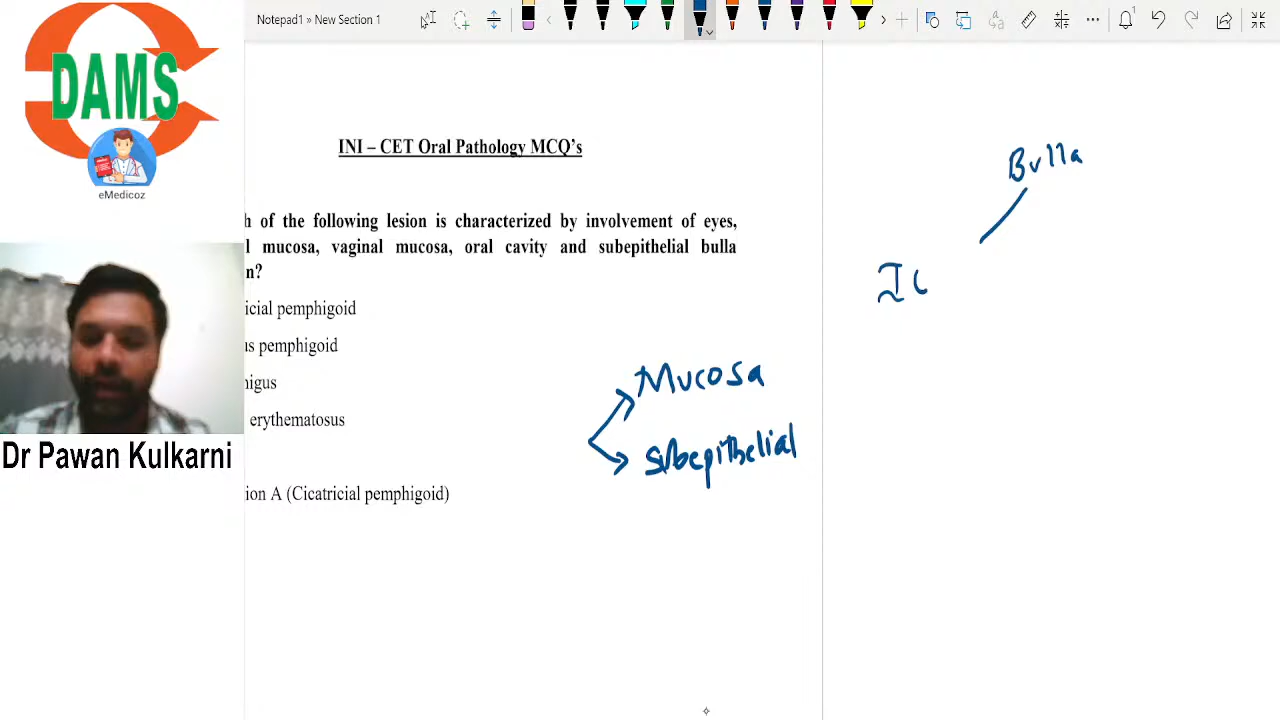 Notepad1 » New Section 1
DAMS
eMedicoz
Dr Pawan Kulkarni
INI – CET Oral Pathology MCQ's
h of the following lesion is characterized by involvement of eyes,
l mucosa, vaginal mucosa, oral cavity and subepithelial bulla
n?
icial pemphigoid
us pemphigoid
igus
erythematosus
ion A (Cicatricial pemphigoid)
Mucosa
subepithelial
Bulla